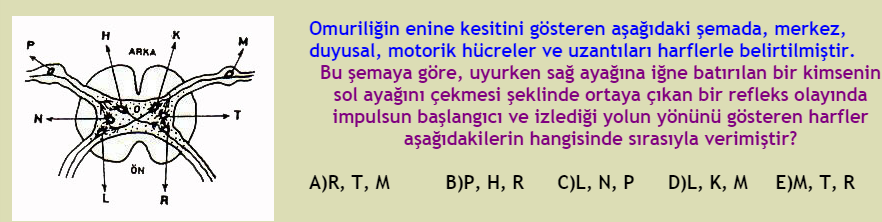 H
K
P
M
ARKA
N
T
ÖN
L
R
Omuriliğin enine kesitini gösteren aşağıdaki şemada, merkez,
duyusal, motorik hücreler ve uzantıları harflerle belirtilmiştir.
Bu şemaya göre, uyurken sağ ayağına iğne batırılan bir kimsenin
sol ayağını çekmesi şeklinde ortaya çıkan bir refleks olayında
impulsun başlangıcı ve izlediği yolun yönünü gösteren harfler
aşağıdakilerin hangisinde sırasıyla verimiştir?
A)R, T, M B)P, H, R C)L, N, P D)L, K, M E)M, T, R